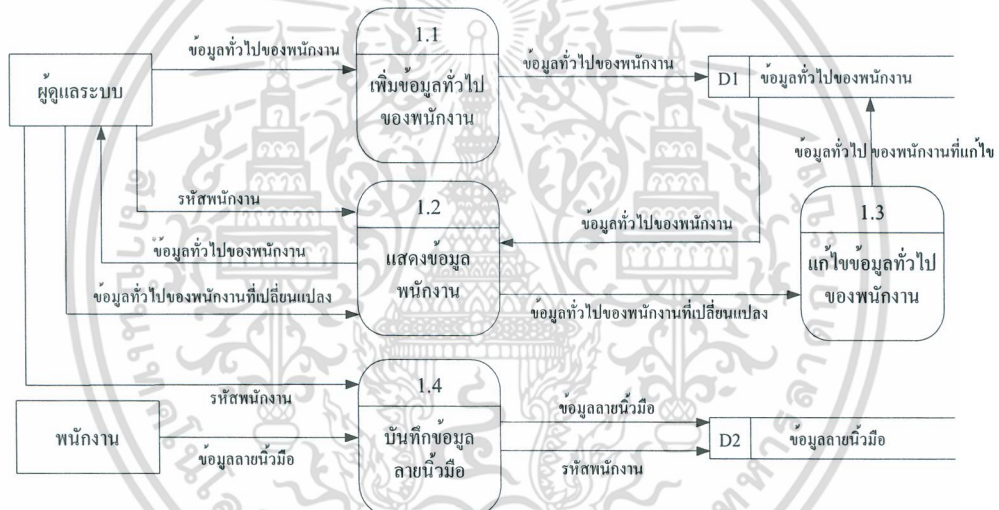 1.1
ข้อมูลทั่วไปของพนักงาน
ข้อมูลทั่วไปของพนักงาน
ผู้ดูแลระบบ
เพิ่มข้อมูลทั่วไป
ของพนักงาน
D1 ข้อมูลทั่วไปของพนักงาน
ข้อมูลทั่วไป ของพนักงานที่แก้ไข
รหัสพนักงาน
1.2
ข้อมูลทั่วไปของพนักงาน
1.3
ข้อมูลทั่วไปของพนักงาน
แสดงข้อมูล
พนักงาน
แก้ไขข้อมูลทั่วไป
ของพนักงาน
ข้อมูลทั่วไปของพนักงานที่เปลี่ยนแปลง
ข้อมูลทั่วไปของพนักงานที่เปลี่ยนแปลง
1.4
รหัสพนักงาน
ข้อมูลลายนิ้วมือ
พนักงาน
บันทึกข้อมูล
ลายนิ้วมือ
D2 ข้อมูลลายนิ้วมือ
ข้อมูลลายนิ้วมือ
รหัสพนักงาน